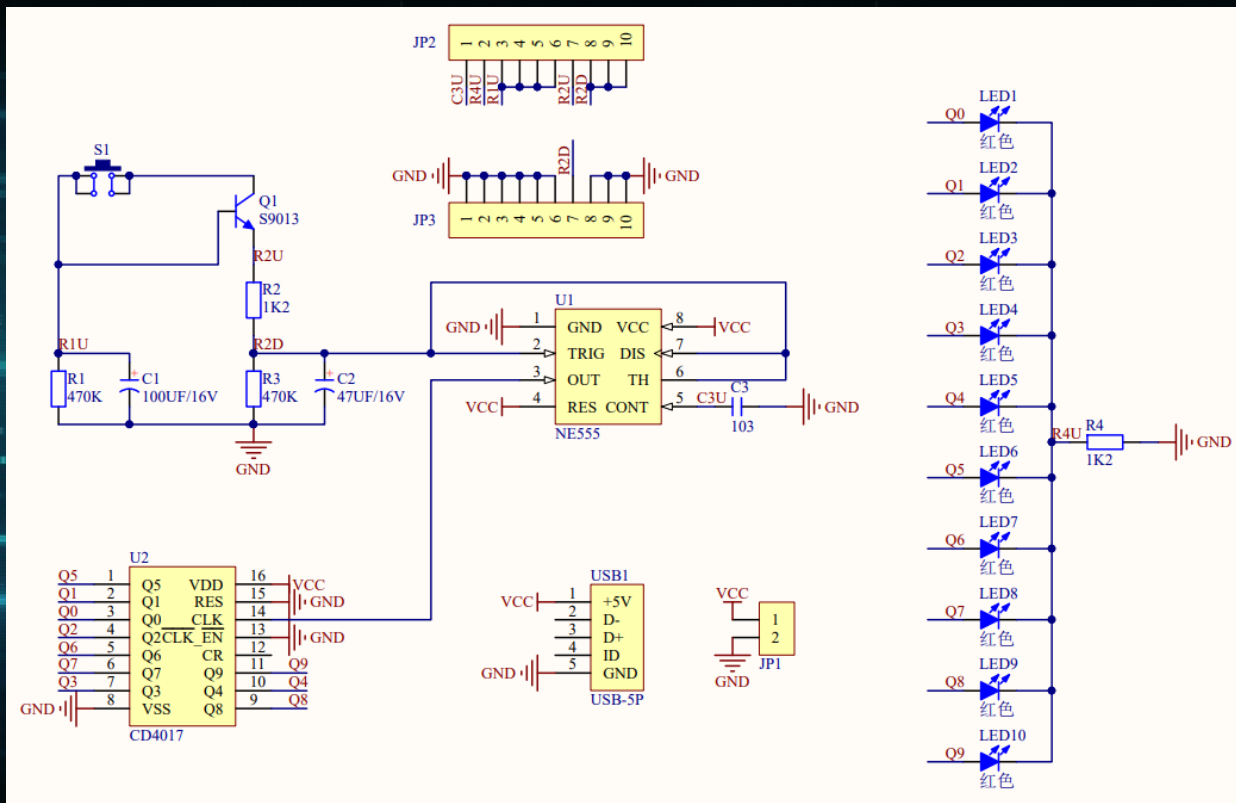 JP2
1 2 3 4 5 6 7 8 9 10
C3U R4U R1U R2U R2D
S1
Q1
S9013
R2U
R2
1K2
R1U
R2D
R1
470K
C1
100UF/16V
R3
470K
C2
47UF/16V
GND
GND R2D GND
JP3
1 2 3 4 5 6 7 8 9 10
U1
GND 1 GND VCC 8 VCC
2 TRIG DIS 7
3 OUT TH 6
VCC 4 RES CONT 5
NE555
C3U
C3
103
GND
U2
Q5 1 Q5 VDD 16 VCC
Q1 2 Q1 RES 15 GND
Q0 3 Q0 CLK 14
Q2 4 Q2 CLK_EN 13 GND
Q6 5 Q6 CR 12
Q7 6 Q7 Q9 11 Q9
Q3 7 Q3 Q4 10 Q4
GND 8 VSS Q8 9 Q8
CD4017
USB1
VCC 1 +5V
2 D-
3 D+
4 ID
GND 5 GND
USB-5P
VCC
1
2
JP1
GND
LED1
Q0
红色
LED2
Q1
红色
LED3
Q2
红色
LED4
Q3
红色
LED5
Q4
红色
LED6
Q5
红色
LED7
Q6
红色
LED8
Q7
红色
LED9
Q8
红色
LED10
Q9
红色
R4U
R4
1K2
GND